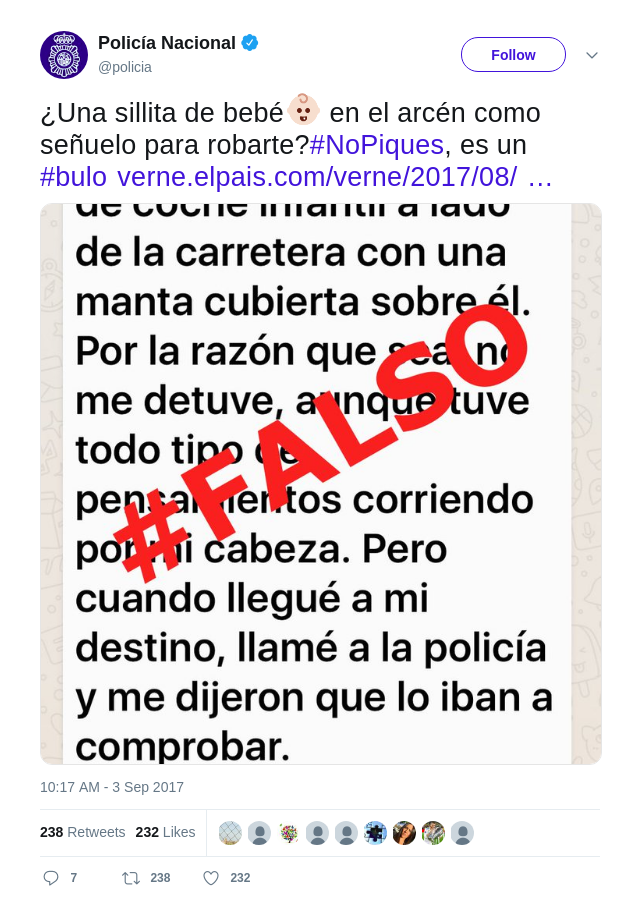 Policía Nacional
@policia
Follow
¿Una sillita de bebé en el arcén como
señuelo para robarte?#NoPiques, es un
#bulo verne.elpais.com/verne/2017/08/ …
de coche infantil a lado
de la carretera con una
manta cubierta sobre él.
Por la razón que sea, no
me detuve, aunque tuve
todo tipo de
pensamientos corriendo
por mi cabeza. Pero
cuando llegué a mi
destino, llamé a la policía
y me dijeron que lo iban a
comprobar.
#FALSO
10:17 AM - 3 Sep 2017
238 Retweets 232 Likes
7 238 232